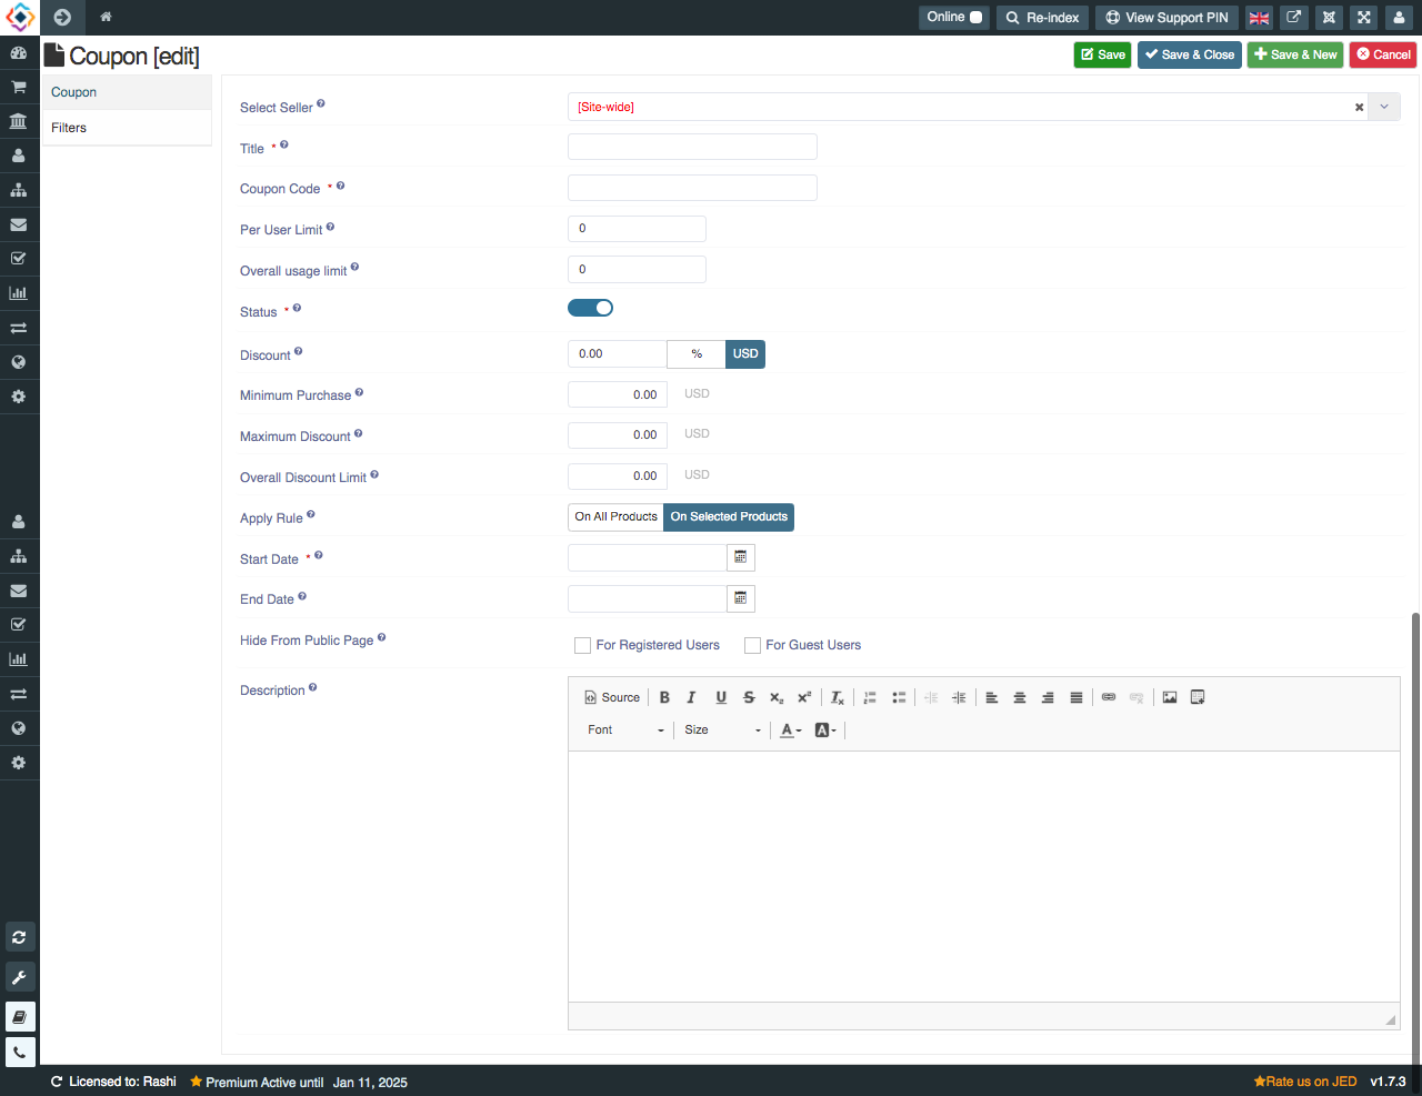 Online
Re-index
View Support PIN
Coupon [edit]
Save
Save & Close
Save & New
Cancel
Coupon
Filters
Select Seller
[Site-wide]
Title *
Coupon Code *
Per User Limit
0
Overall usage limit
0
Status *
Discount
0.00
%
USD
Minimum Purchase
0.00
USD
Maximum Discount
0.00
USD
Overall Discount Limit
0.00
USD
Apply Rule
On All Products
On Selected Products
Start Date *
End Date
Hide From Public Page
For Registered Users
For Guest Users
Description
Source
Font
Size
Licensed to: Rashi
Premium Active until Jan 11, 2025
Rate us on JED
v1.7.3